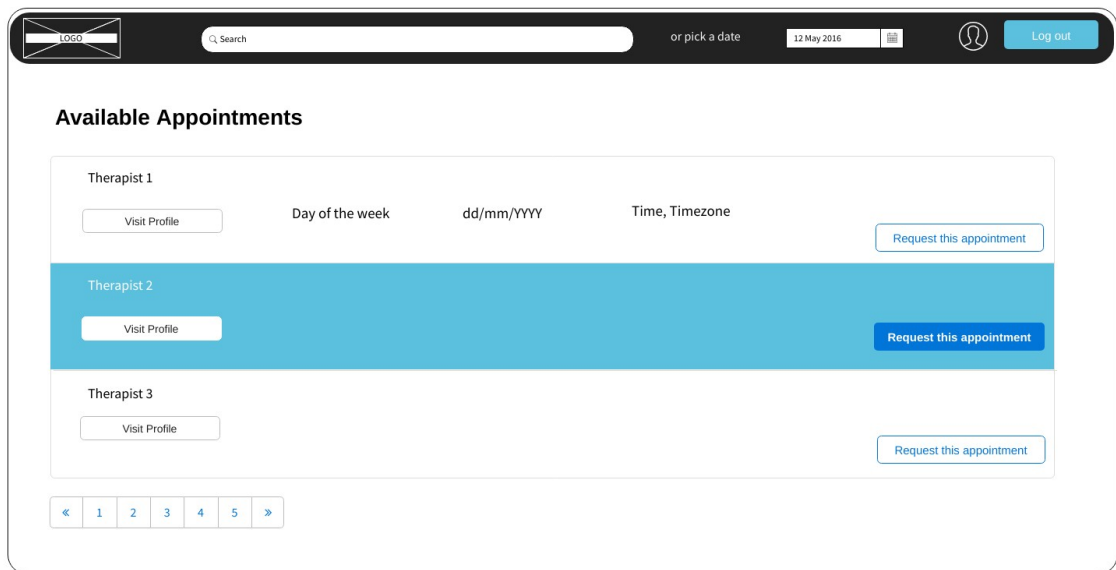 LOGO
Search
or pick a date
12 May 2016
Log out
Available Appointments
Therapist 1
Visit Profile
Day of the week
dd/mm/YYYY
Time, Timezone
Request this appointment
Therapist 2
Visit Profile
Request this appointment
Therapist 3
Visit Profile
Request this appointment
« 1 2 3 4 5 »